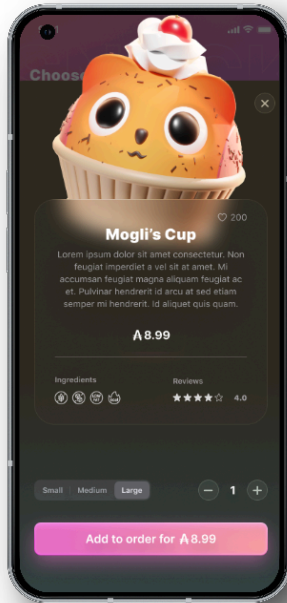 Choose
200
Mogli's Cup
Lorem ipsum dolor sit amet consectetur. Non
feugiat imperdiet a vel sit at amet. Mi
accumsan feugiat magna aliquam feugiat ac
et. Pulvinar hendrerit id arcu at sed etiam
semper mi hendrerit. Id aliquet quis quam.
8.99
Ingredients
Reviews
4.0
Small Medium Large
1
Add to order for 8.99